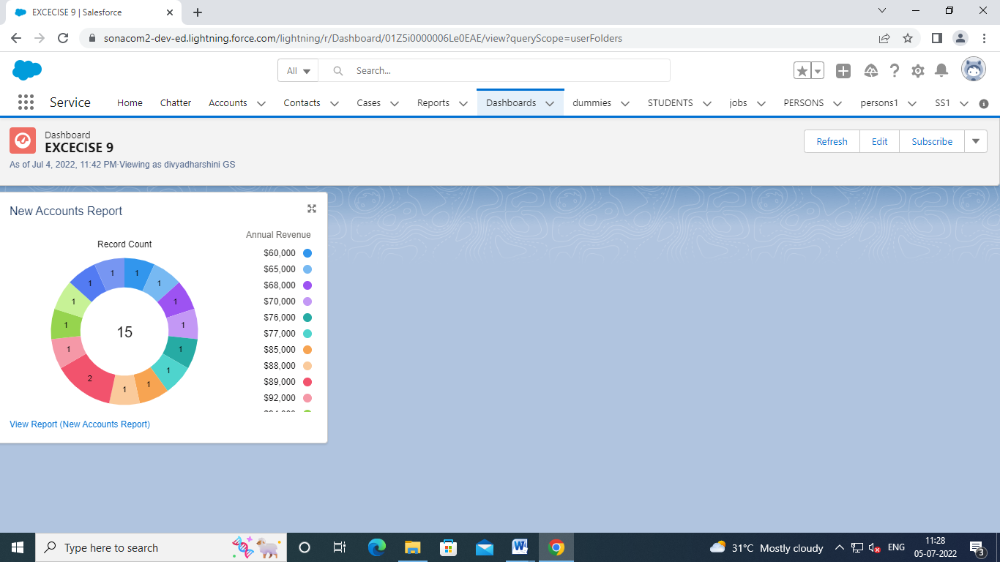 EXCECISE 9 | Salesforce
sonacom2-dev-ed.lightning.force.com/lightning/r/Dashboard/01Z5i0000006Le0EAE/view?queryScope=userFolders
All
Search...
Service
Home
Chatter
Accounts
Contacts
Cases
Reports
Dashboards
dummies
STUDENTS
jobs
PERSONS
persons1
SS1
Dashboard
EXCECISE 9
As of Jul 4, 2022, 11:42 PM·Viewing as divyadharshini GS
Refresh
Edit
Subscribe
New Accounts Report
Record Count
1
1
1
1
1
1
1
1
2
1
1
1
1
1
15
Annual Revenue
$60,000
$65,000
$68,000
$70,000
$76,000
$77,000
$85,000
$88,000
$89,000
$92,000
View Report (New Accounts Report)
Type here to search
31°C Mostly cloudy
ENG
11:28
05-07-2022
3